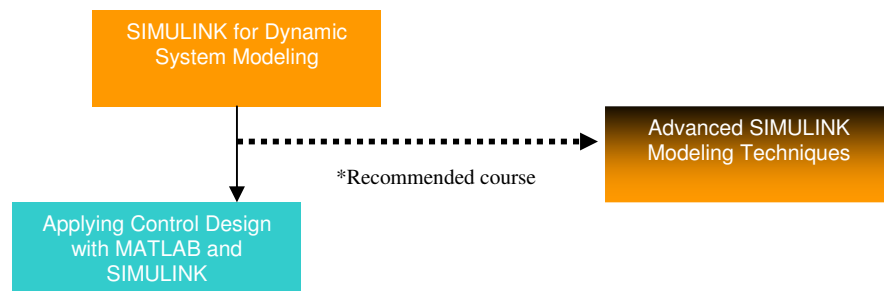 SIMULINK for Dynamic
System Modeling
Advanced SIMULINK
Modeling Techniques
*Recommended course
Applying Control Design
with MATLAB and
SIMULINK